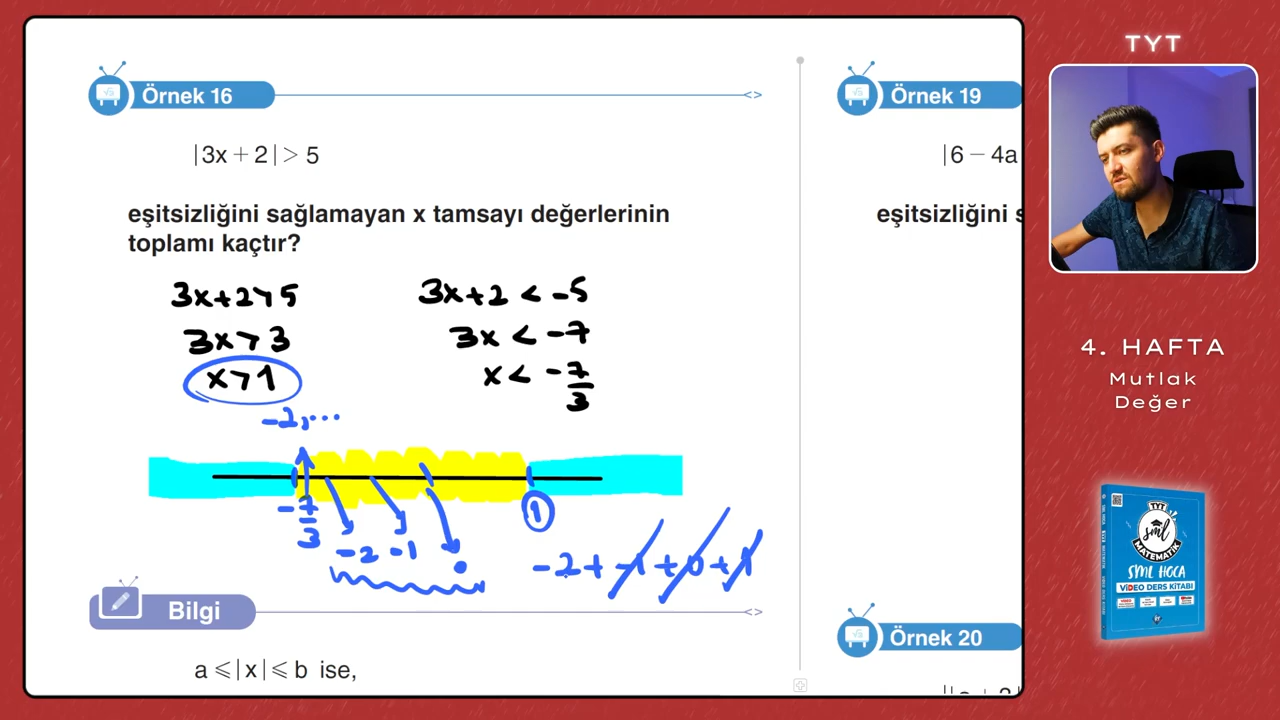 Örnek 16
|3x + 2| > 5
eşitsizliğini sağlamayan x tamsayı değerlerinin
toplamı kaçtır?
3x+2>5
3x>3
x>1
3x+2 < -5
3x < -7
x < -7/3
-2,...
-7/3
-2 -1 0
1
-2 + -1 + 0 + 1
Bilgi
a ⩽ | x | ⩽ b ise,
Örnek 19
|6 − 4a
eşitsizliğini s
Örnek 20
TYT
4. HAFTA
Mutlak
Değer
TYT
sml
MATEMATİK
SML HOCA
VİDEO DERS KİTABI